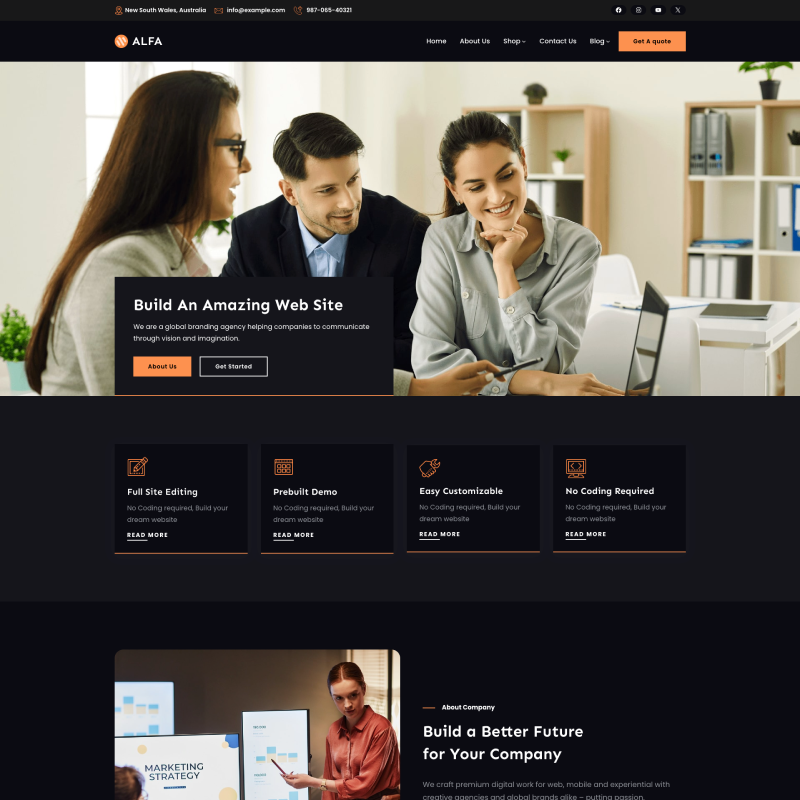 New South Wales, Australia info@example.com 987-065-40321
ALFA
Home About Us Shop Contact Us Blog Get A quote
Build An Amazing Web Site
We are a global branding agency helping companies to communicate
through vision and imagination.
About Us Get Started
Full Site Editing
No Coding required, Build your
dream website
READ MORE
Prebuilt Demo
No Coding required, Build your
dream website
READ MORE
Easy Customizable
No Coding required, Build your
dream website
READ MORE
No Coding Required
No Coding required, Build your
dream website
READ MORE
MARKETING
STRATEGY
About Company
Build a Better Future
for Your Company
We craft premium digital work for web, mobile and experiential with
creative agencies and global brands alike – putting passion.